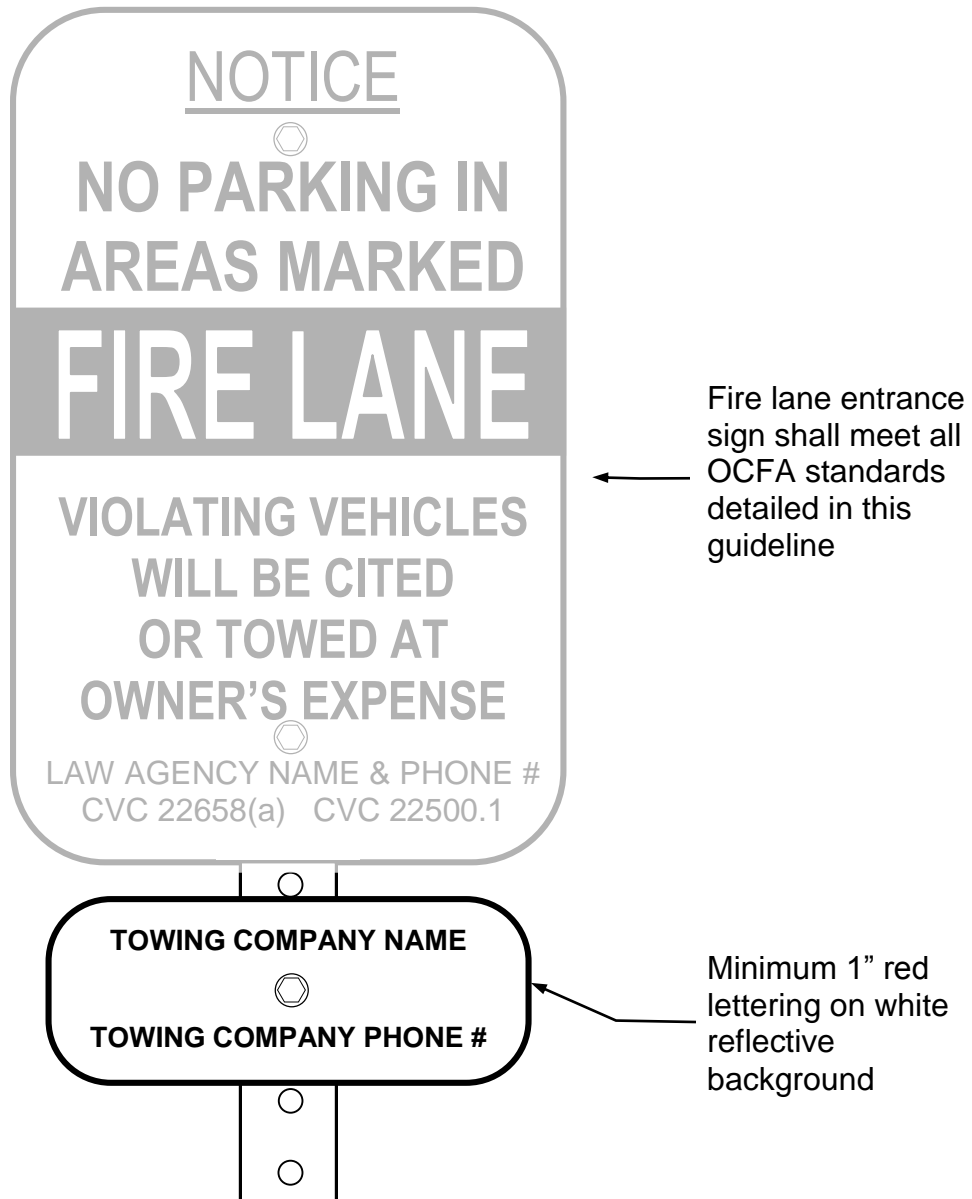 NOTICE
NO PARKING IN
AREAS MARKED
FIRE LANE
VIOLATING VEHICLES
WILL BE CITED
OR TOWED AT
OWNER’S EXPENSE
LAW AGENCY NAME & PHONE #
CVC 22658(a) CVC 22500.1
TOWING COMPANY NAME
TOWING COMPANY PHONE #
Fire lane entrance
sign shall meet all
OCFA standards
detailed in this
guideline
Minimum 1” red
lettering on white
reflective
background